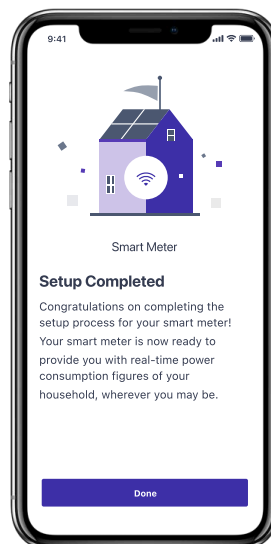 9:41
Smart Meter
Setup Completed
Congratulations on completing the
setup process for your smart meter!
Your smart meter is now ready to
provide you with real-time power
consumption figures of your
household, wherever you may be.
Done